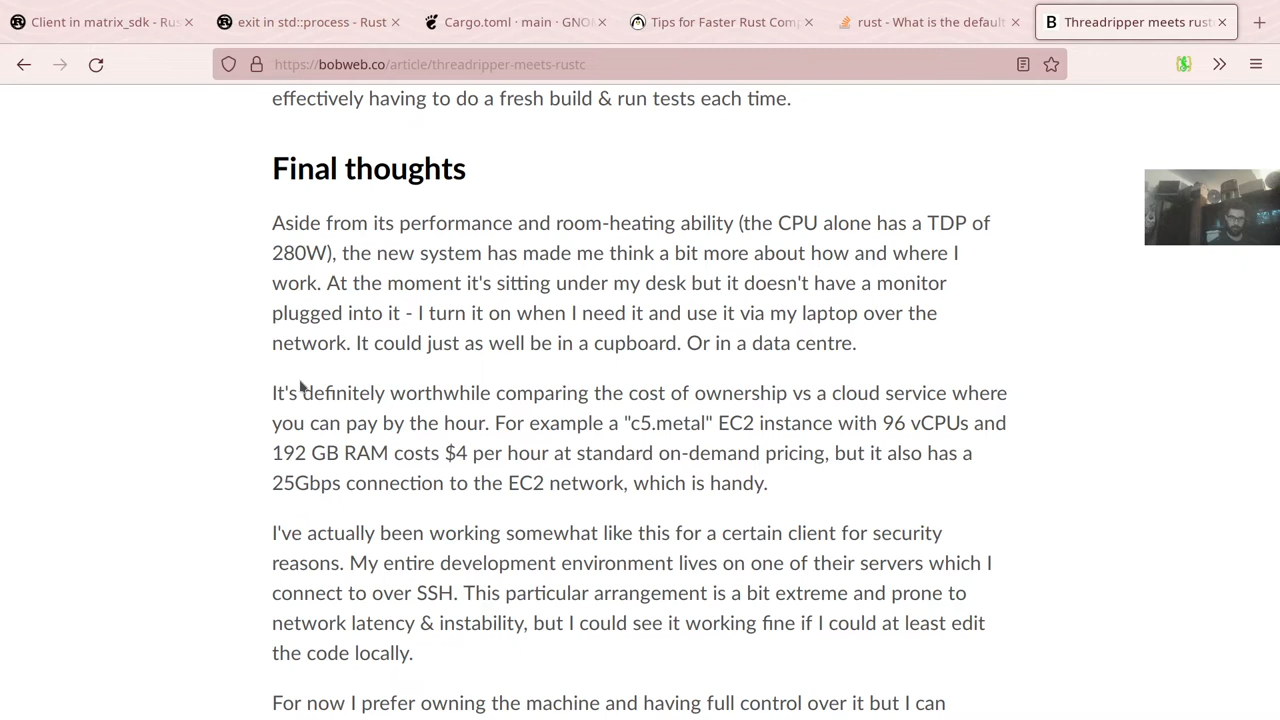 Client in matrix_sdk - Rus
exit in std::process - Rust
Cargo.toml · main · GNO
Tips for Faster Rust Com
rust - What is the default
B Threadripper meets rust
https://bobweb.co/article/threadripper-meets-rustc
effectively having to do a fresh build & run tests each time.
Final thoughts
Aside from its performance and room-heating ability (the CPU alone has a TDP of
280W), the new system has made me think a bit more about how and where I
work. At the moment it's sitting under my desk but it doesn't have a monitor
plugged into it - I turn it on when I need it and use it via my laptop over the
network. It could just as well be in a cupboard. Or in a data centre.
It's definitely worthwhile comparing the cost of ownership vs a cloud service where
you can pay by the hour. For example a "c5.metal" EC2 instance with 96 vCPUs and
192 GB RAM costs $4 per hour at standard on-demand pricing, but it also has a
25Gbps connection to the EC2 network, which is handy.
I've actually been working somewhat like this for a certain client for security
reasons. My entire development environment lives on one of their servers which I
connect to over SSH. This particular arrangement is a bit extreme and prone to
network latency & instability, but I could see it working fine if I could at least edit
the code locally.
For now I prefer owning the machine and having full control over it but I can